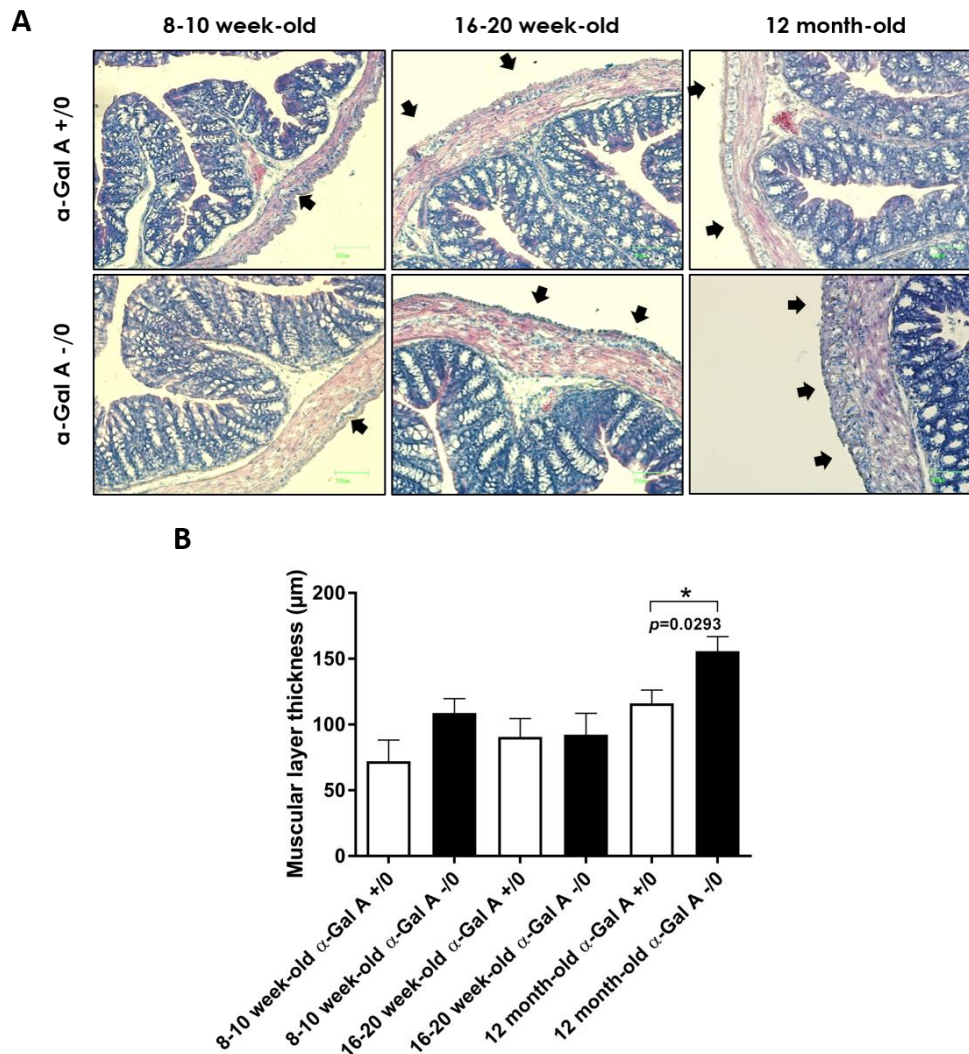 A
8-10 week-old
16-20 week-old
12 month-old
α-Gal A +/0
α-Gal A -/0
B
Muscular layer thickness (μm)
200
150
100
50
0
*
p=0.0293
8-10 week-old α-Gal A +/0
8-10 week-old α-Gal A -/0
16-20 week-old α-Gal A +/0
16-20 week-old α-Gal A -/0
12 month-old α-Gal A +/0
12 month-old α-Gal A -/0